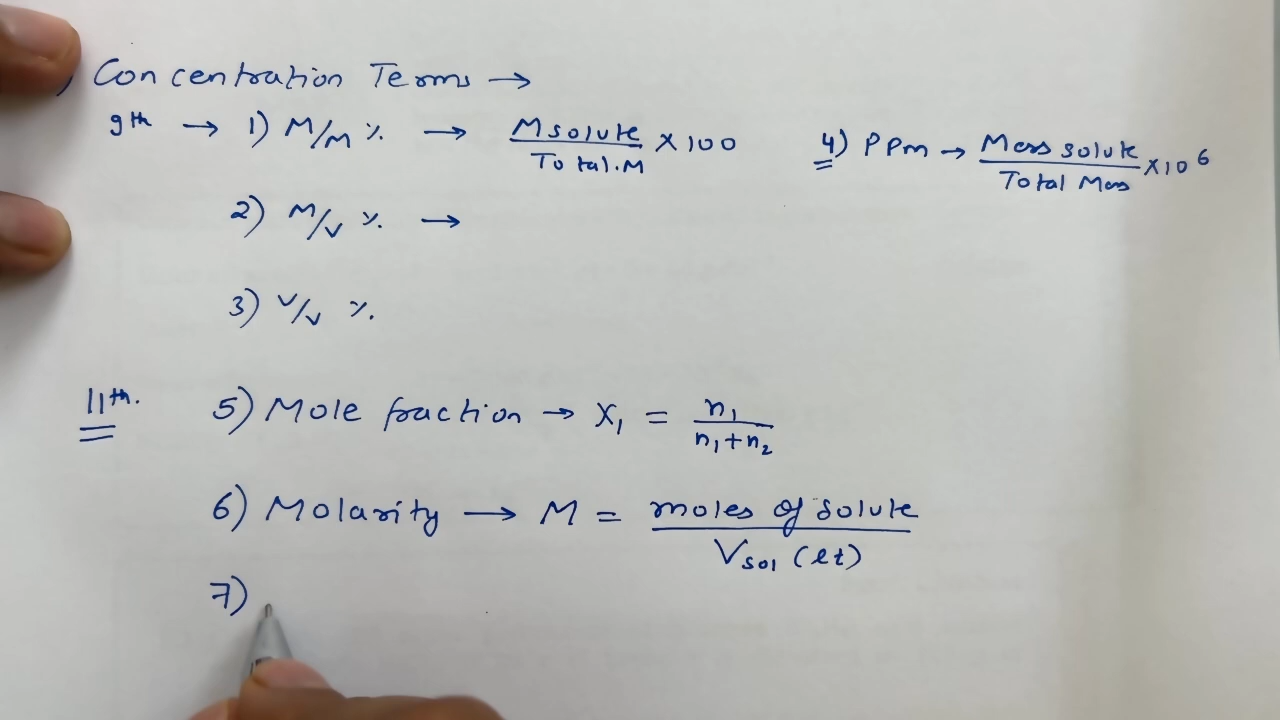 ) Concentration Terms →
9th → 1) M/M % → M solute / Total.M × 100
4) PPm → Mass solute / Total Mass × 10^6
2) M/V % →
3) V/V %.
11th. 5) Mole fraction → X₁ = n₁ / n₁+n₂
6) Molarity → M = moles of solute / Vsol (lt)
7)